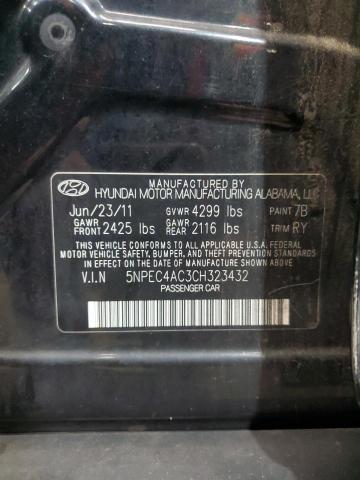 MFD BY
HYUNDAI MOTOR MANUFACTURING ALABAMA, LLC
Jun/23/11 GVWR 4299 lbs PAINT 7B
GAWR FRONT 2425 lbs GAWR REAR 2116 lbs TRIM RY
THIS VEHICLE CONFORMS TO ALL APPLICABLE U.S.A. FEDERAL
MOTOR VEHICLE SAFETY, BUMPER, AND THEFT PREVENTION STANDARDS
IN EFFECT ON THE DATE OF MANUFACTURE SHOWN ABOVE.
V.I.N 5NPEC4AC3CH323432
PASSENGER CAR